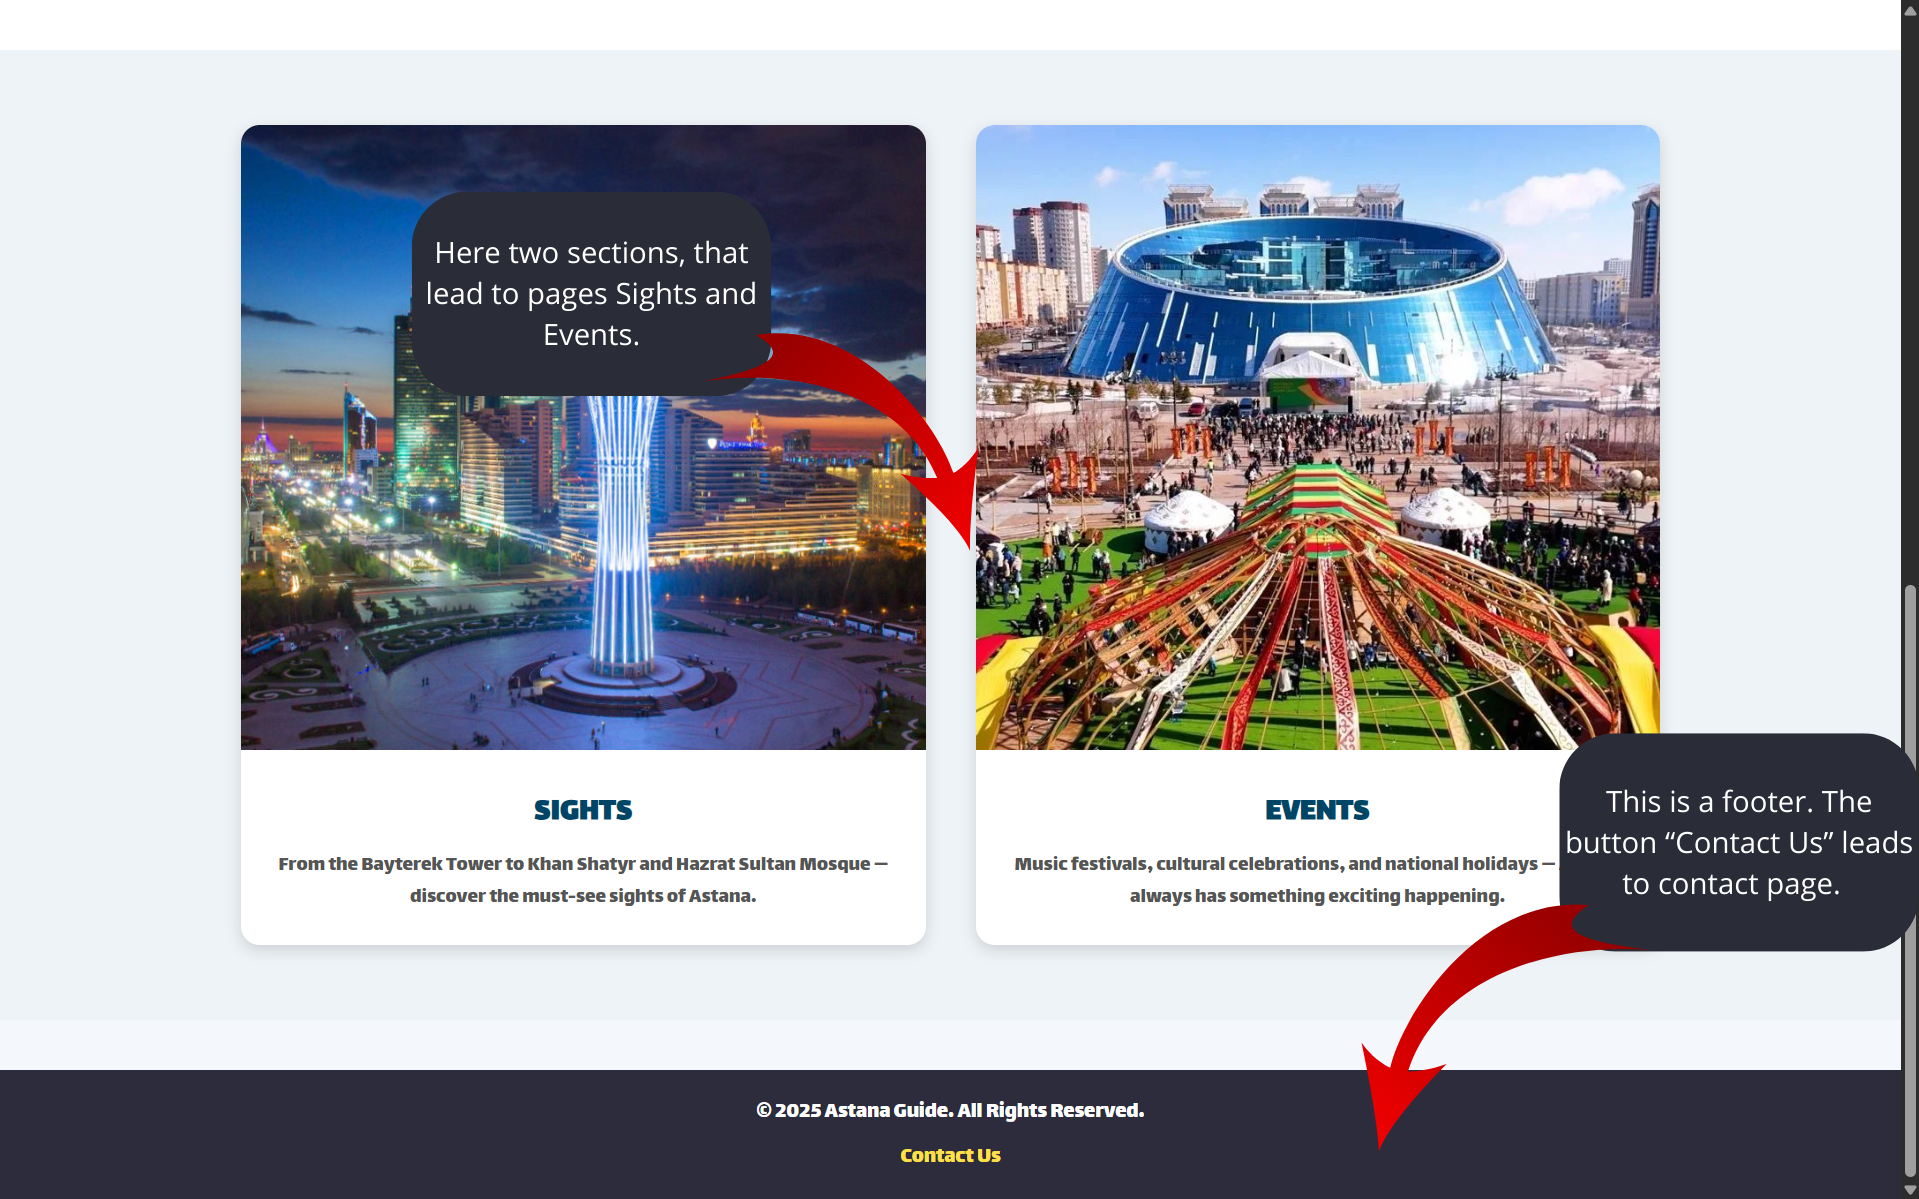 Here two sections, that
lead to pages Sights and
Events.
SIGHTS
From the Bayterek Tower to Khan Shatyr and Hazrat Sultan Mosque —
discover the must-see sights of Astana.
EVENTS
Music festivals, cultural celebrations, and national holidays —
always has something exciting happening.
This is a footer. The
button “Contact Us” leads
to contact page.
© 2025 Astana Guide. All Rights Reserved.
Contact Us